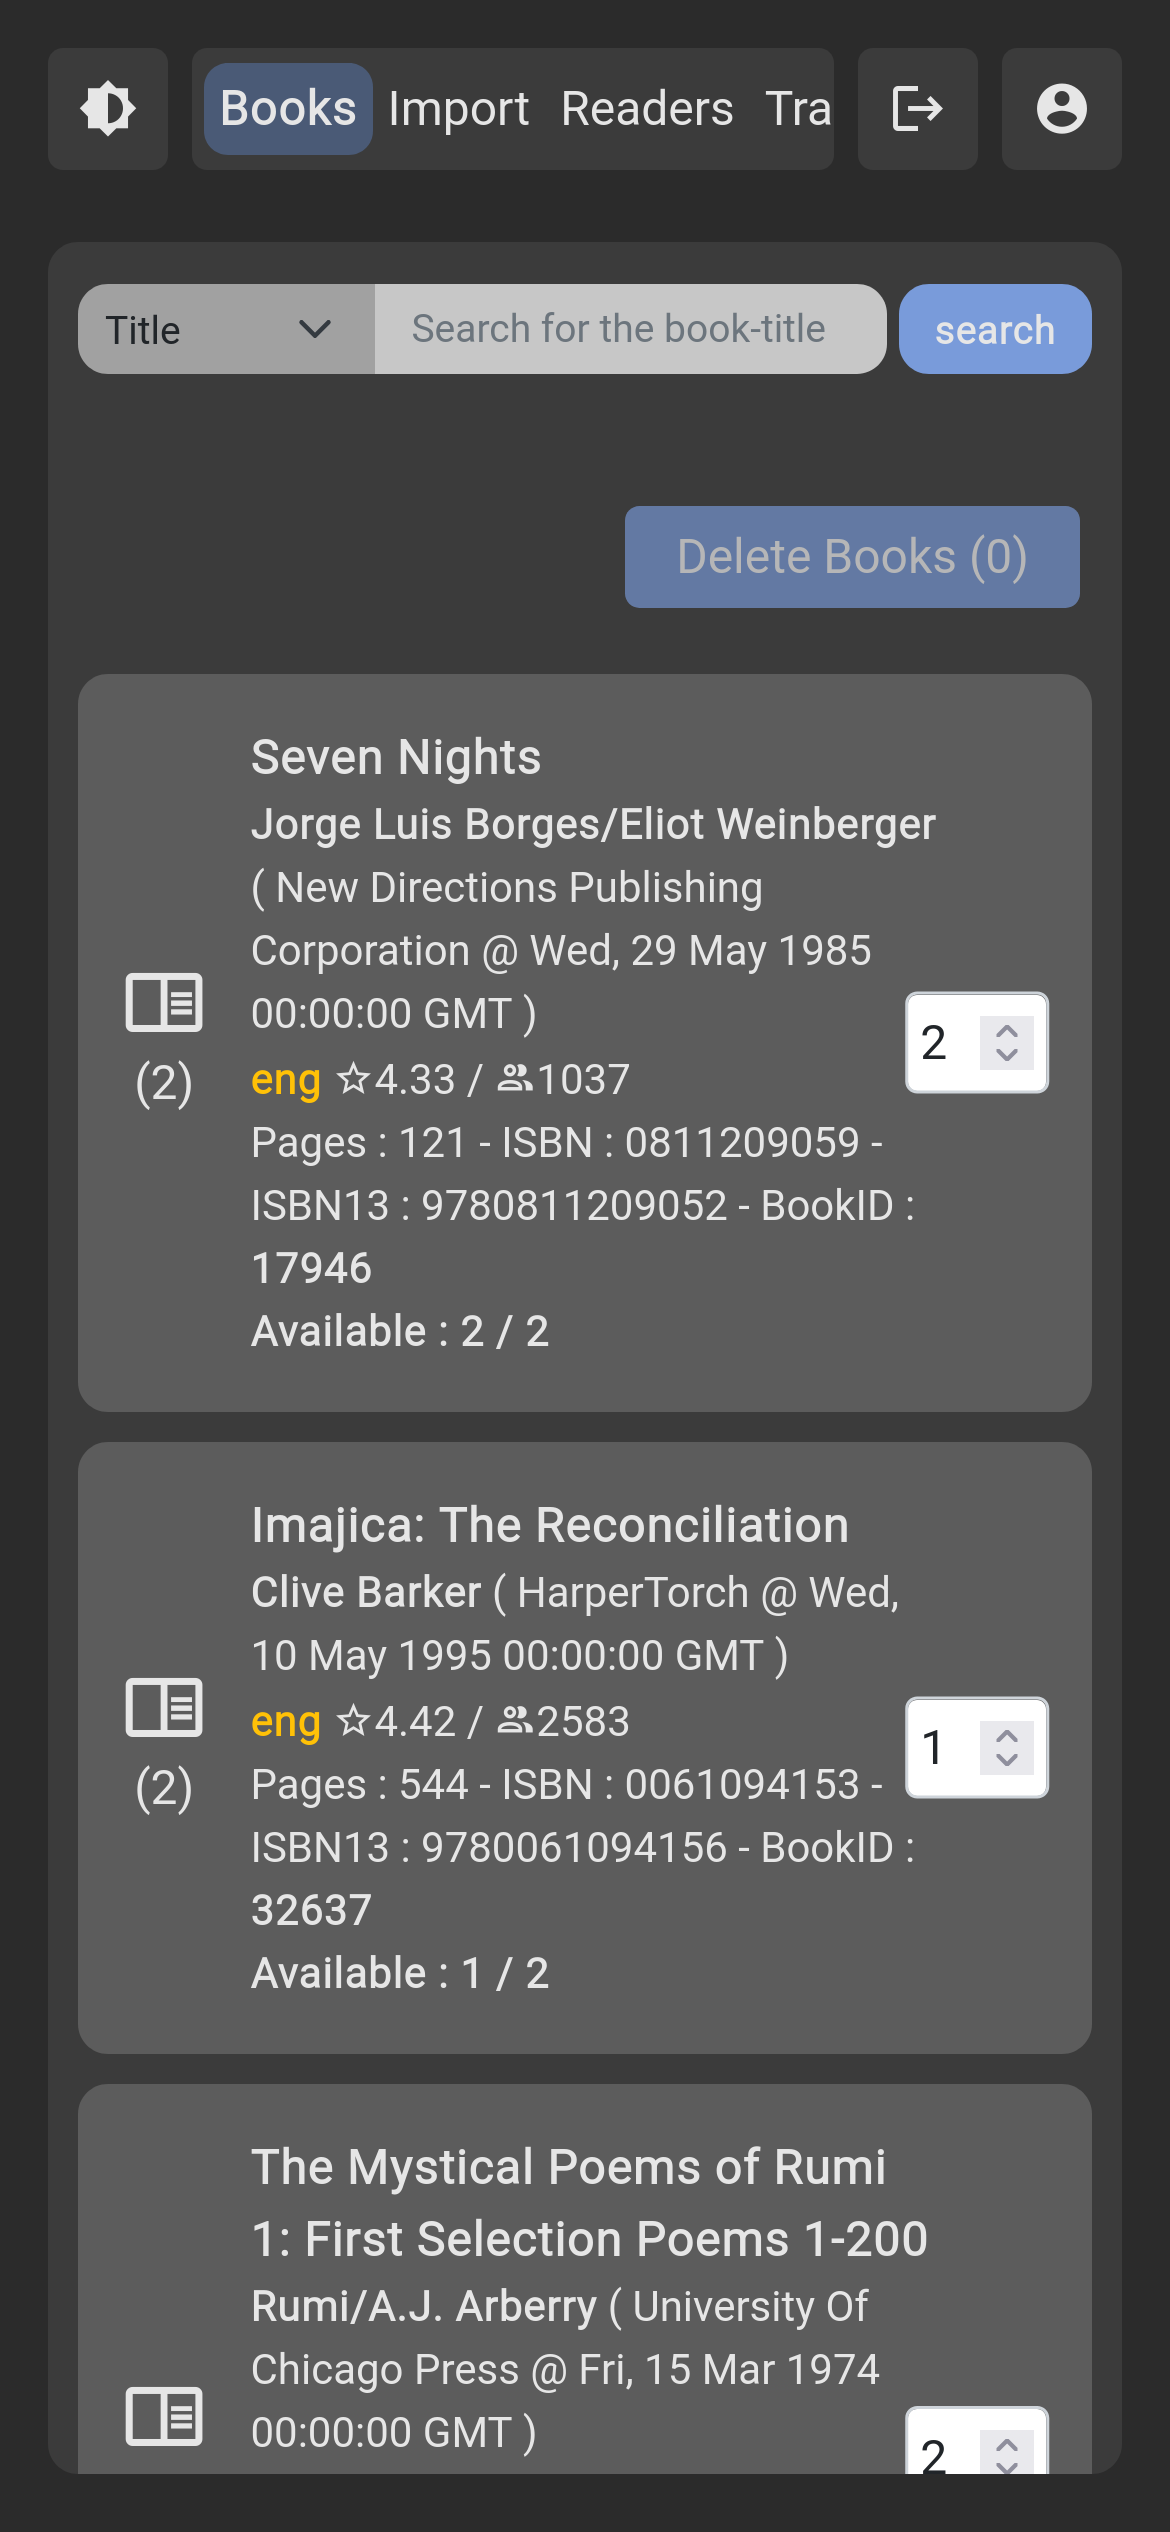 Books Import Readers Tra
Title Search for the book-title search
Delete Books (0)
Seven Nights
Jorge Luis Borges/Eliot Weinberger
( New Directions Publishing
Corporation @ Wed, 29 May 1985
00:00:00 GMT )
eng 4.33 / 1037
Pages : 121 - ISBN : 0811209059 -
ISBN13 : 9780811209052 - BookID :
17946
Available : 2 / 2
(2)
2
Imajica: The Reconciliation
Clive Barker ( HarperTorch @ Wed,
10 May 1995 00:00:00 GMT )
eng 4.42 / 2583
Pages : 544 - ISBN : 0061094153 -
ISBN13 : 9780061094156 - BookID :
32637
Available : 1 / 2
(2)
1
The Mystical Poems of Rumi
1: First Selection Poems 1-200
Rumi/A.J. Arberry ( University Of
Chicago Press @ Fri, 15 Mar 1974
00:00:00 GMT )
2